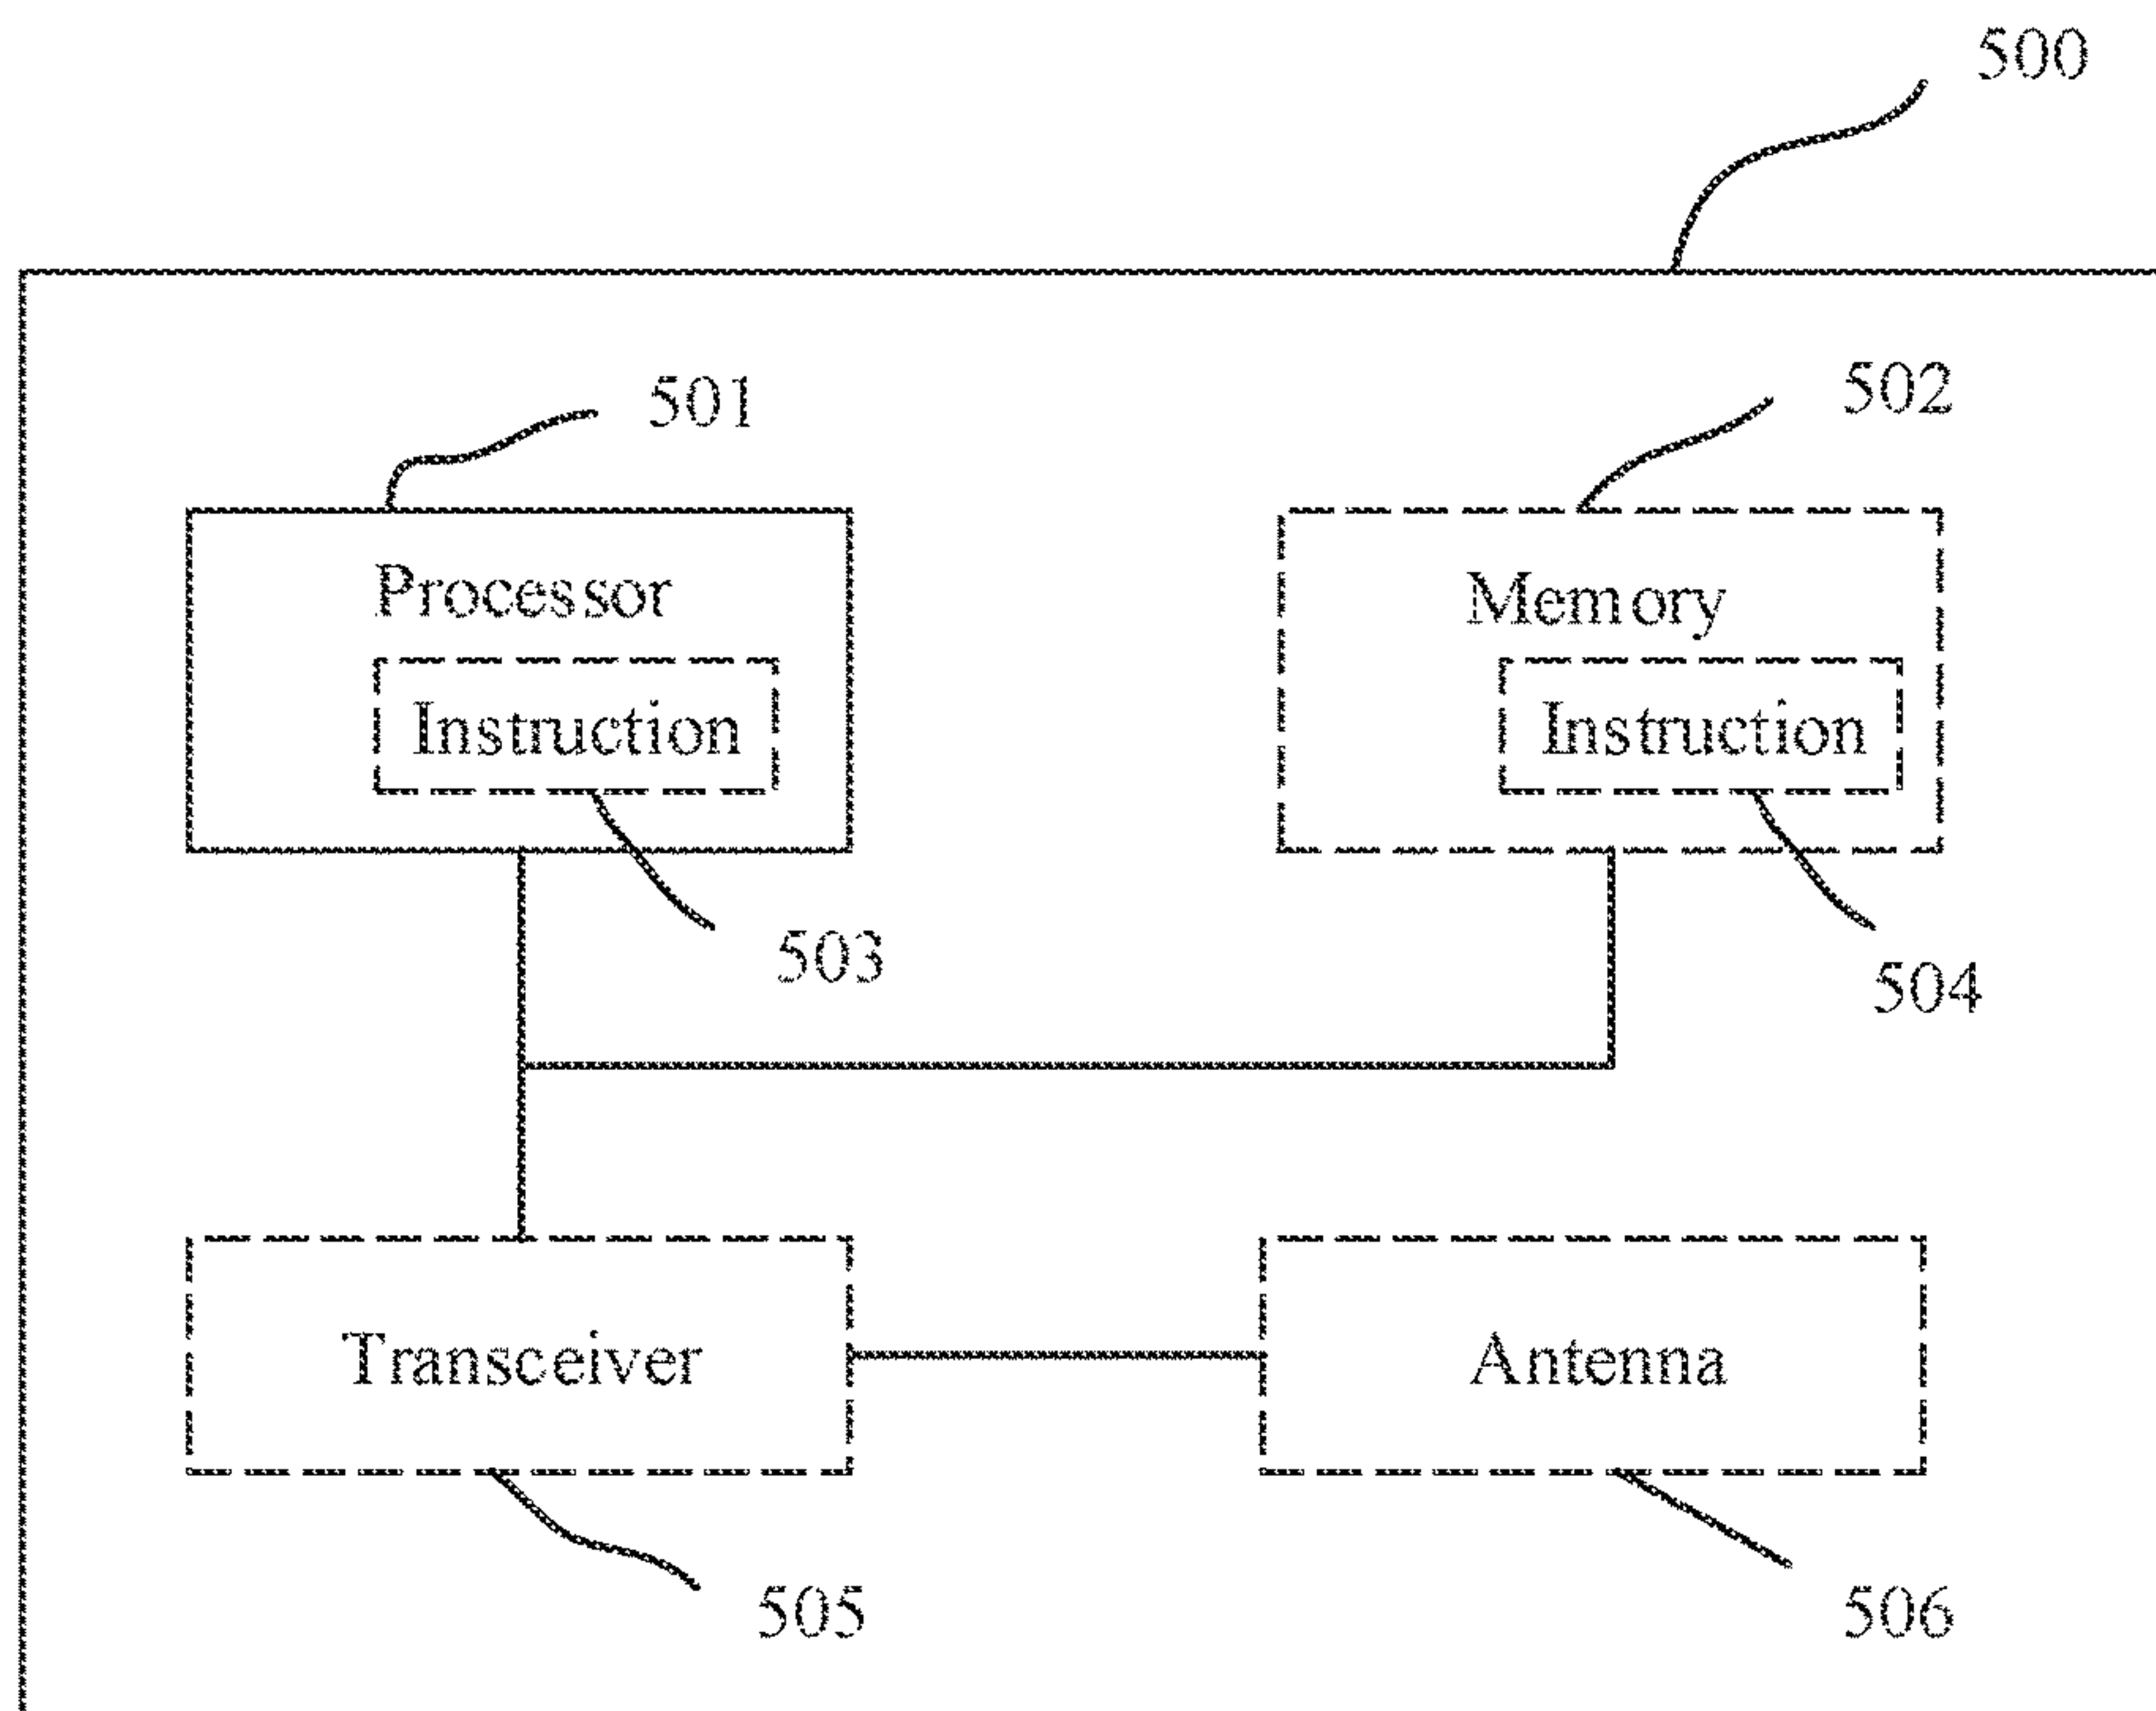 500
501
502
Processor
Memory
Instruction
Instruction
503
504
Transceiver
Antenna
505
506